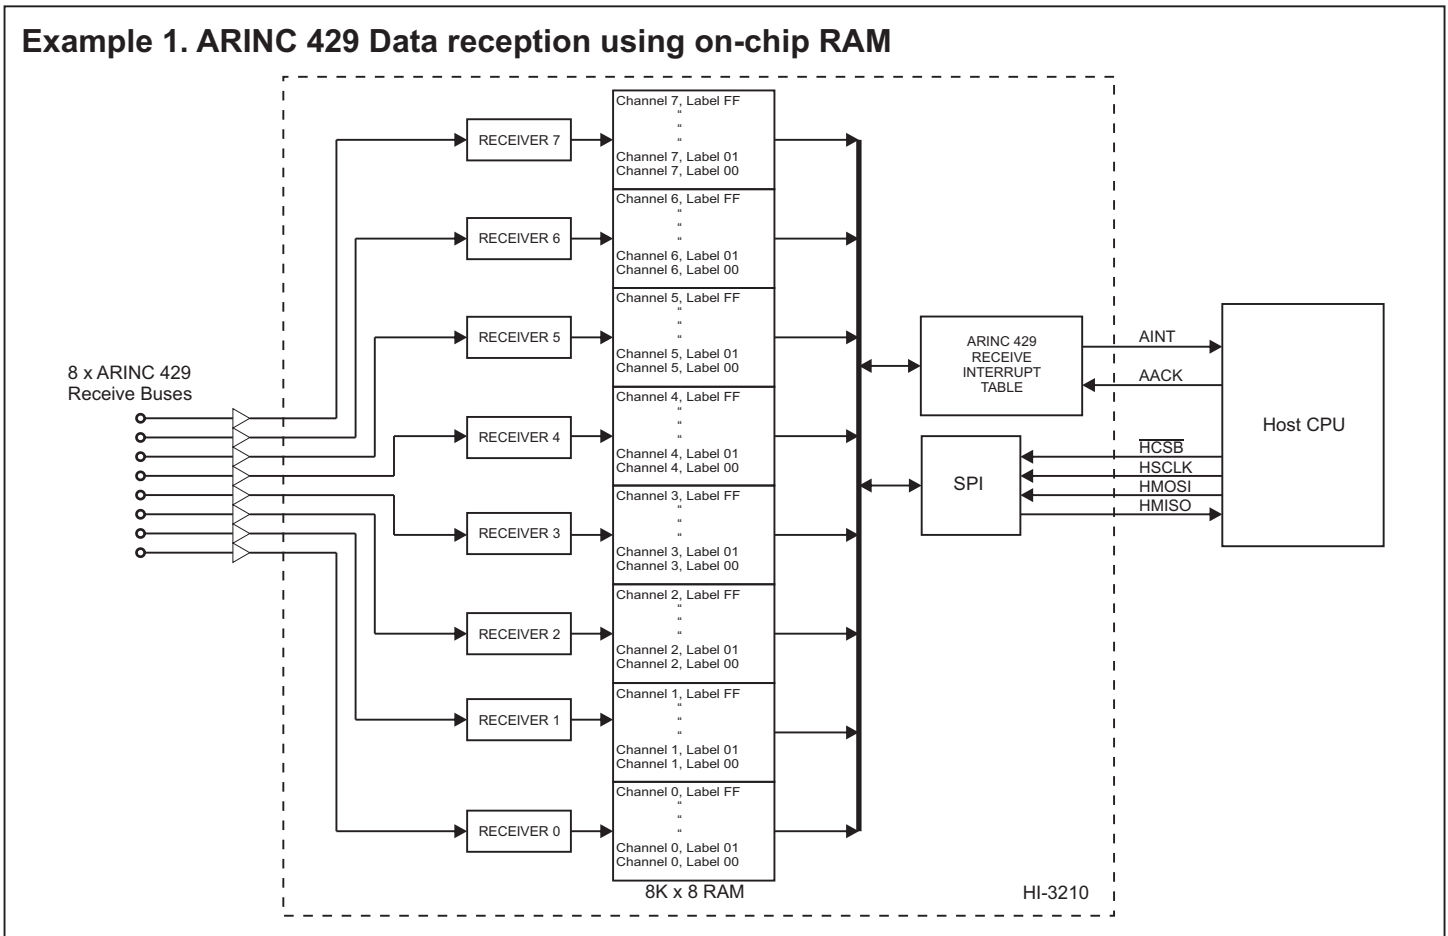 Example 1. ARINC 429 Data reception using on-chip RAM
8 x ARINC 429
Receive Buses
RECEIVER 7
RECEIVER 6
RECEIVER 5
RECEIVER 4
RECEIVER 3
RECEIVER 2
RECEIVER 1
RECEIVER 0
Channel 7, Label FF
“
“
“
Channel 7, Label 01
Channel 7, Label 00
Channel 6, Label FF
“
“
“
Channel 6, Label 01
Channel 6, Label 00
Channel 5, Label FF
“
“
“
Channel 5, Label 01
Channel 5, Label 00
Channel 4, Label FF
“
“
“
Channel 4, Label 01
Channel 4, Label 00
Channel 3, Label FF
“
“
“
Channel 3, Label 01
Channel 3, Label 00
Channel 2, Label FF
“
“
“
Channel 2, Label 01
Channel 2, Label 00
Channel 1, Label FF
“
“
“
Channel 1, Label 01
Channel 1, Label 00
Channel 0, Label FF
“
“
“
Channel 0, Label 01
Channel 0, Label 00
8K x 8 RAM
ARINC 429
RECEIVE
INTERRUPT
TABLE
SPI
AINT
AACK
HCSB
HSCLK
HMOSI
HMISO
Host CPU
HI-3210